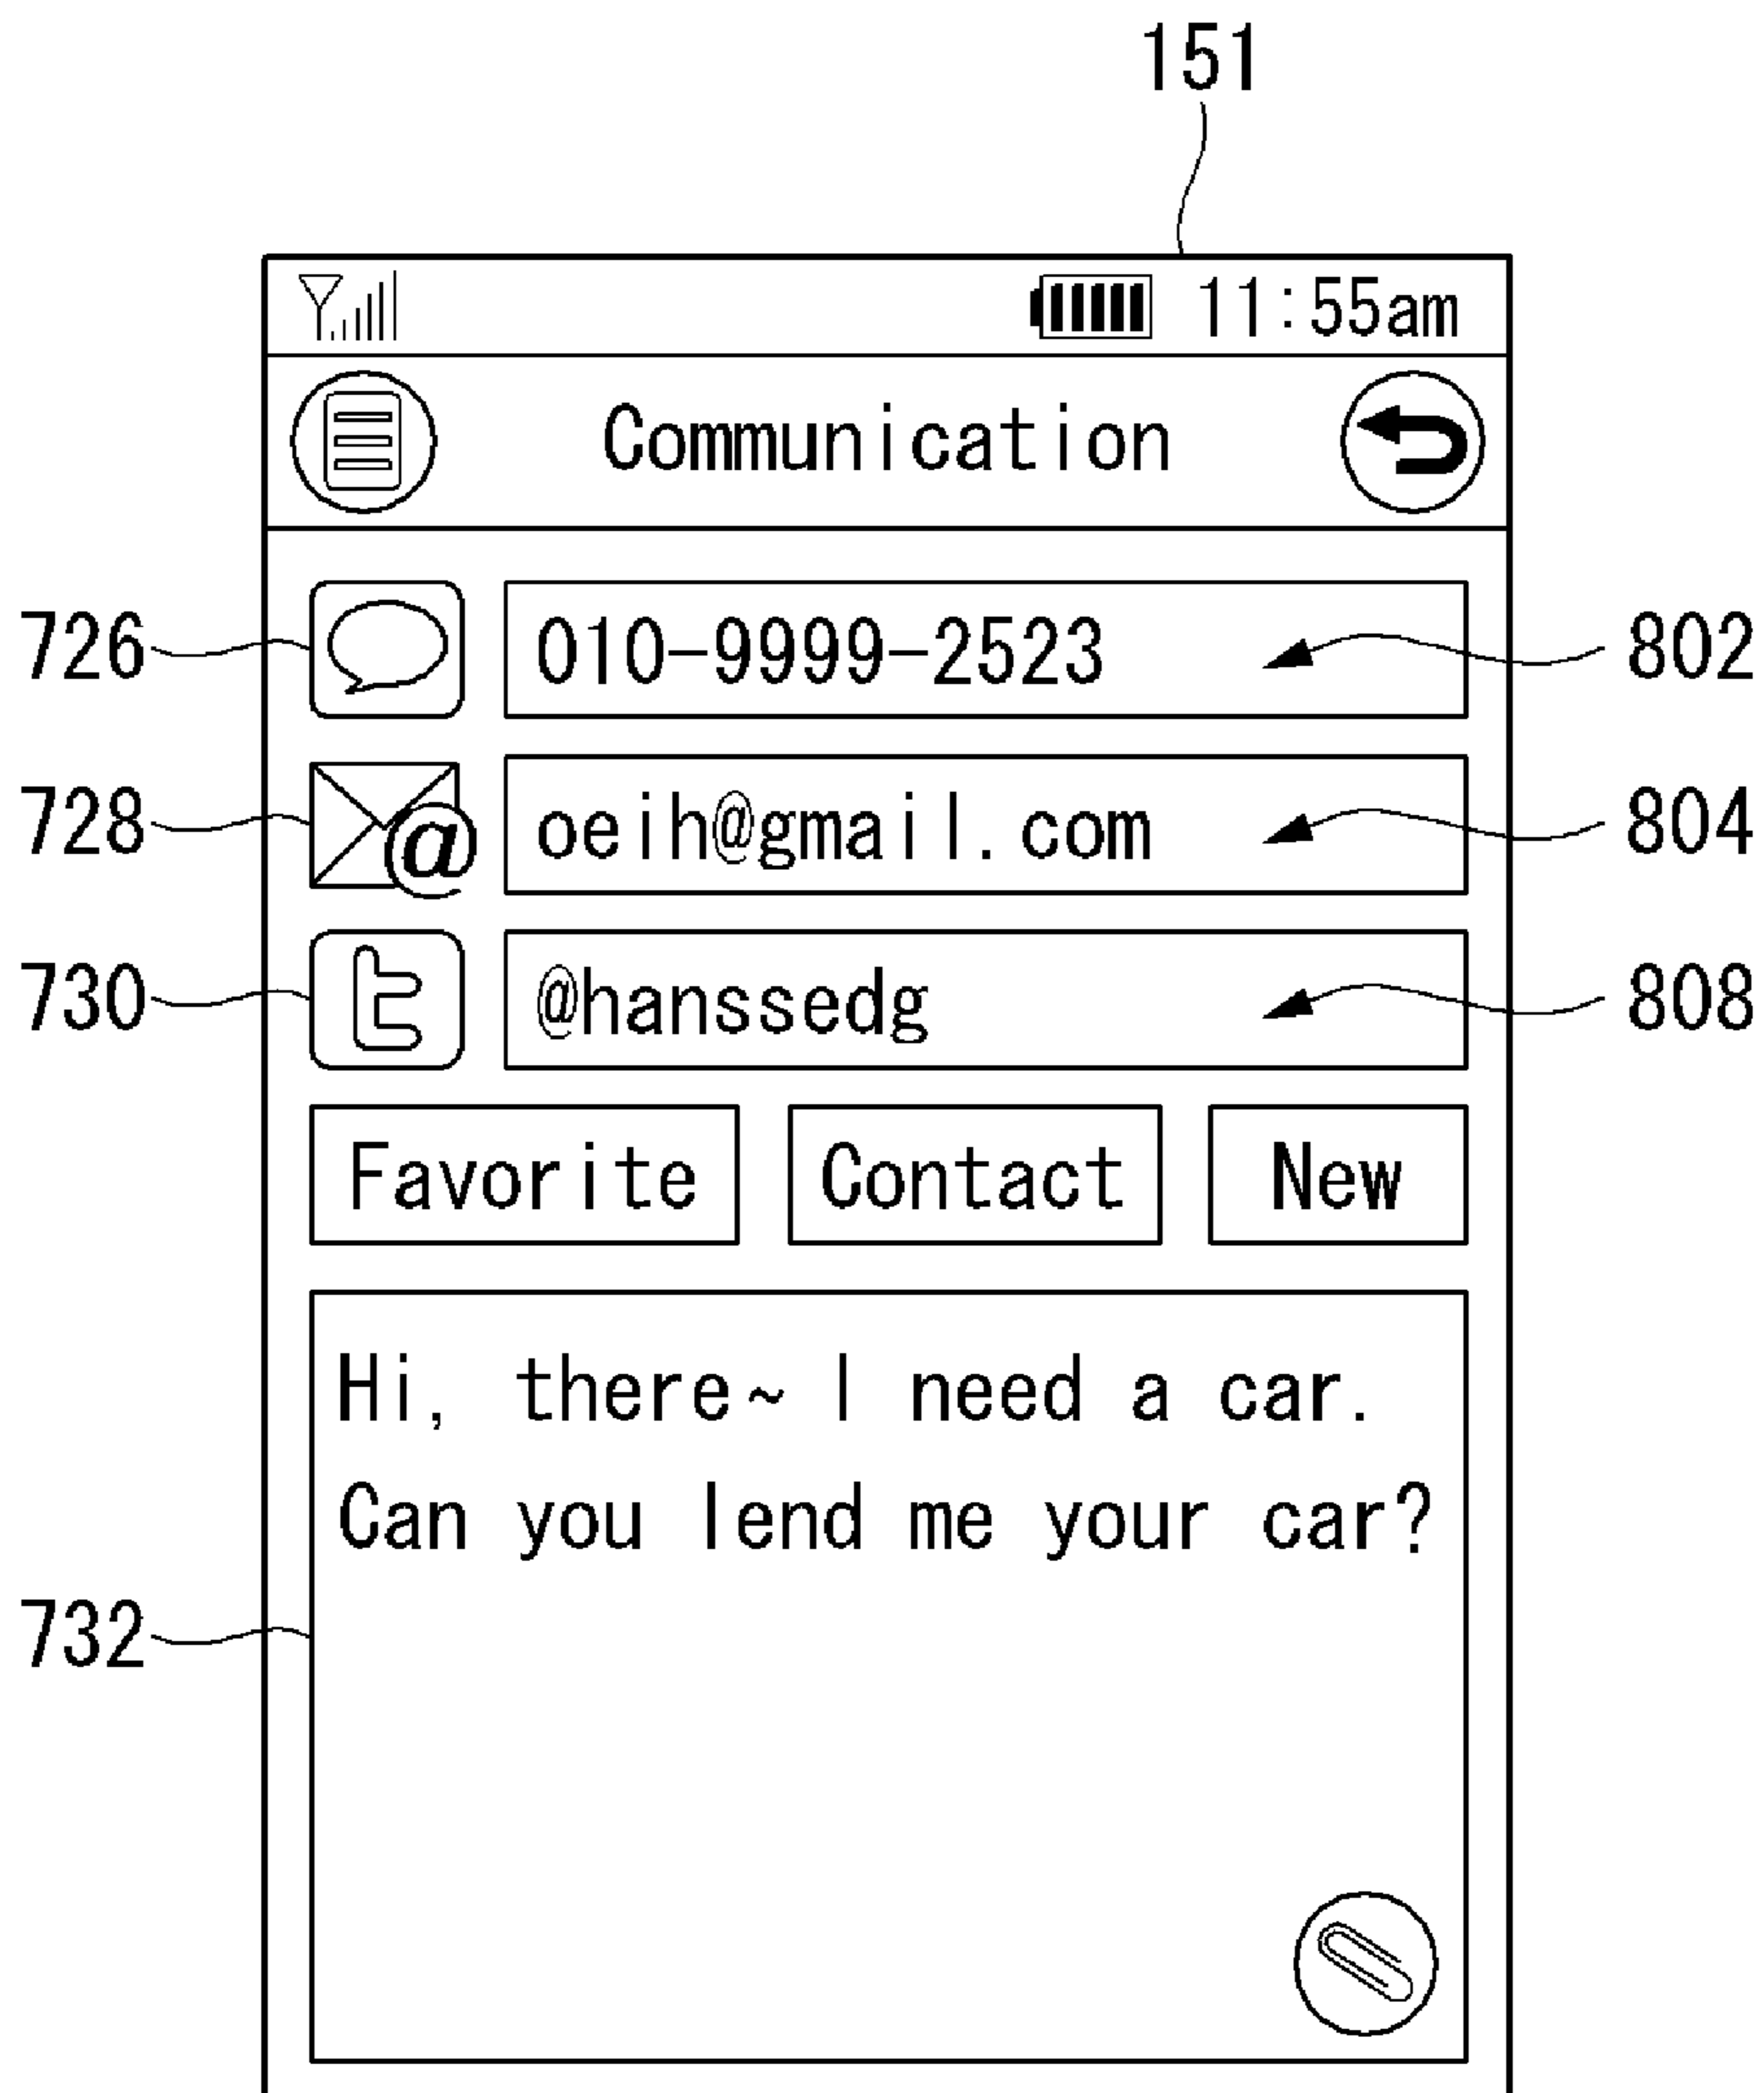 151
11:55am
Communication
726 010-9999-2523 802
728 @ oeih@gmail.com 804
730 t @hanssedg 808
Favorite Contact New
Hi, there~ I need a car.
Can you lend me your car?
732